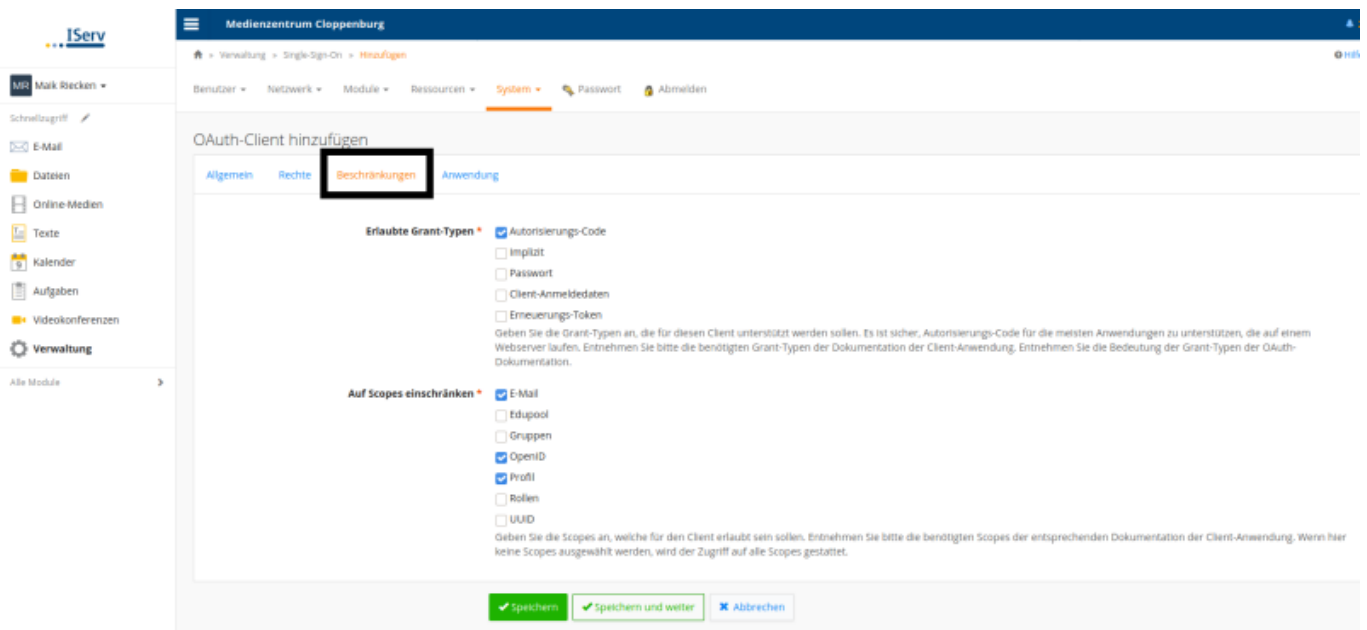 IServ
Medienzentrum Cloppenburg
» Verwaltung » Single-Sign-On » Hinzufügen
Hilfe
MR Maik Riecken
Benutzer Netzwerk Module Ressourcen System Passwort Abmelden
Schnellzugriff
E-Mail
Dateien
Online-Medien
Texte
Kalender
Aufgaben
Videokonferenzen
Verwaltung
Alle Module
OAuth-Client hinzufügen
Allgemein Rechte Beschränkungen Anwendung
Erlaubte Grant-Typen * Autorisierungs-Code
Implizit
Passwort
Client-Anmeldedaten
Erneuerungs-Token
Geben Sie die Grant-Typen an, die für diesen Client unterstützt werden sollen. Es ist sicher, Autorisierungs-Code für die meisten Anwendungen zu unterstützen, die auf einem
Webserver laufen. Entnehmen Sie bitte die benötigten Grant-Typen der Dokumentation der Client-Anwendung. Entnehmen Sie die Bedeutung der Grant-Typen der OAuth-
Dokumentation.
Auf Scopes einschränken * E-Mail
Edupool
Gruppen
OpenID
Profil
Rollen
UUID
Geben Sie die Scopes an, welche für den Client erlaubt sein sollen. Entnehmen Sie bitte die benötigten Scopes der entsprechenden Dokumentation der Client-Anwendung. Wenn hier
keine Scopes ausgewählt werden, wird der Zugriff auf alle Scopes gestattet.
Speichern Speichern und weiter Abbrechen